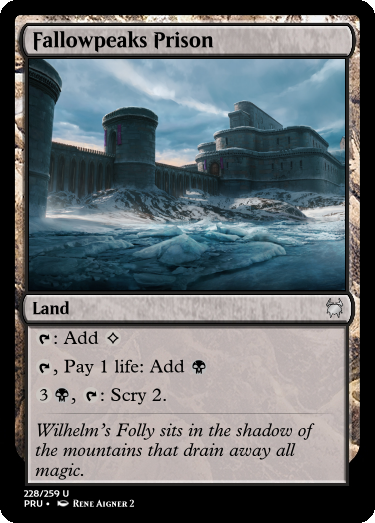 Fallowpeaks Prison
Land
: Add
, Pay 1 life: Add
3 , : Scry 2.
Wilhelm's Folly sits in the shadow of
the mountains that drain away all
magic.
228/259 U
PRU • Rene Aigner 2